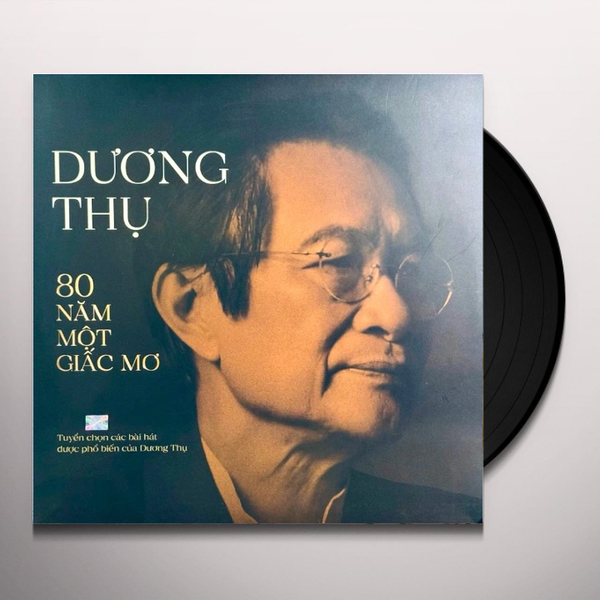 DƯƠNG
THỤ
80
NĂM
MỘT
GIẤC MƠ
Tuyển chọn các bài hát
được phổ biến của Dương Thụ